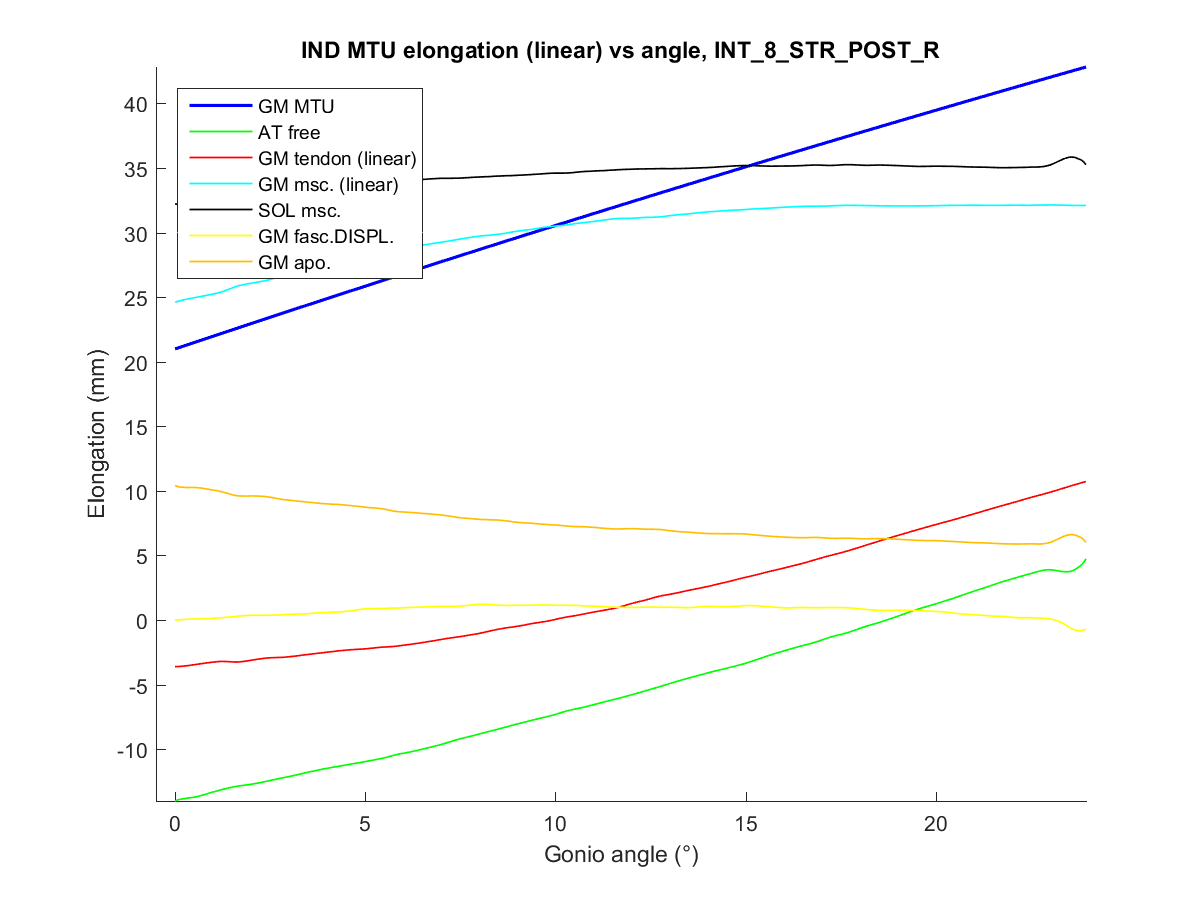 IND MTU elongation (linear) vs angle, INT_8_STR_POST_R
GM MTU
AT free
GM tendon (linear)
GM msc. (linear)
SOL msc.
GM fasc.DISPL.
GM apo.
40
35
30
25
20
15
10
5
0
-5
-10
Elongation (mm)
0 5 10 15 20
Gonio angle (°)